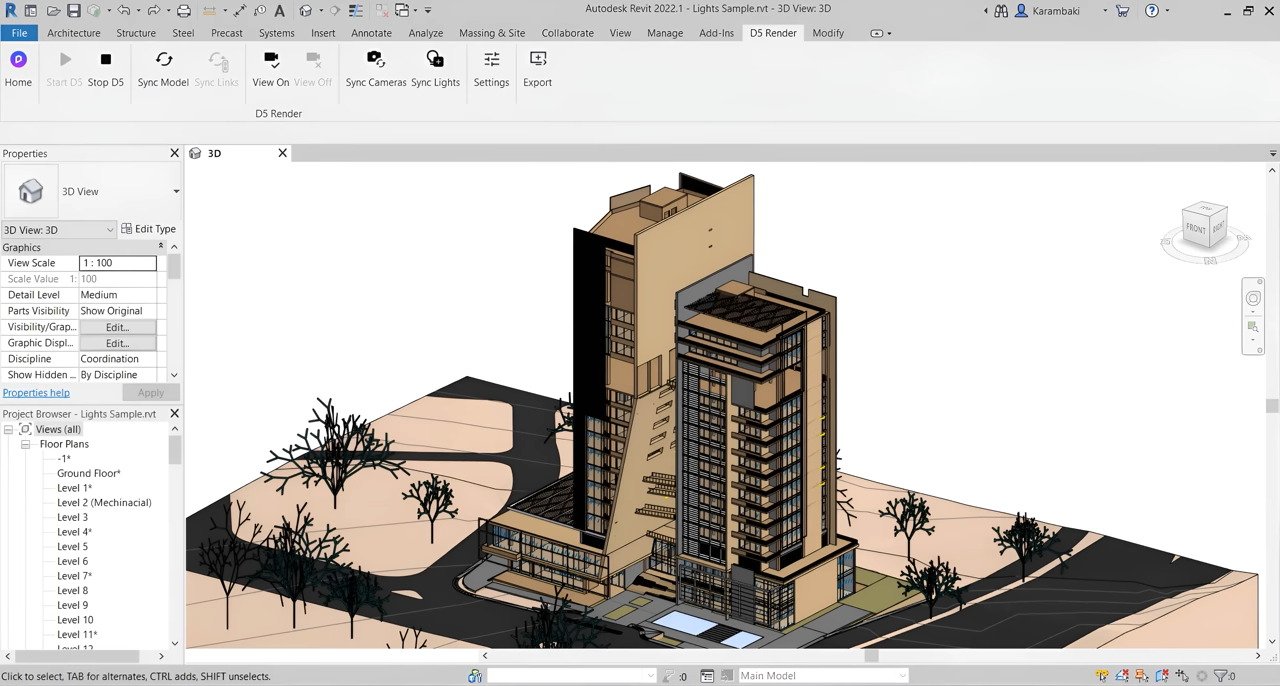 Autodesk Revit 2022.1 - Lights Sample.rvt - 3D View: 3D
Karambaki
File Architecture Structure Steel Precast Systems Insert Annotate Analyze Massing & Site Collaborate View Manage Add-Ins D5 Render Modify
Home Start D5 Stop D5 Sync Model Sync Links View On View Off Sync Cameras Sync Lights Settings Export
D5 Render
Properties
3D
3D View
3D View: 3D Edit Type
Graphics
View Scale 1 : 100
Scale Value 1: 100
Detail Level Medium
Parts Visibility Show Original
Visibility/Grap... Edit...
Graphic Displ... Edit...
Discipline Coordination
Show Hidden ... By Discipline
Properties help Apply
Project Browser - Lights Sample.rvt
Views (all)
Floor Plans
-1*
Ground Floor*
Level 1*
Level 2 (Mechinacial)
Level 3
Level 4*
Level 5
Level 6
Level 7*
Level 8
Level 9
Level 10
Level 11*
Level 12
TOP
FRONT RIGHT
Click to select, TAB for alternates, CTRL adds, SHIFT unselects.
:0
Main Model
:0